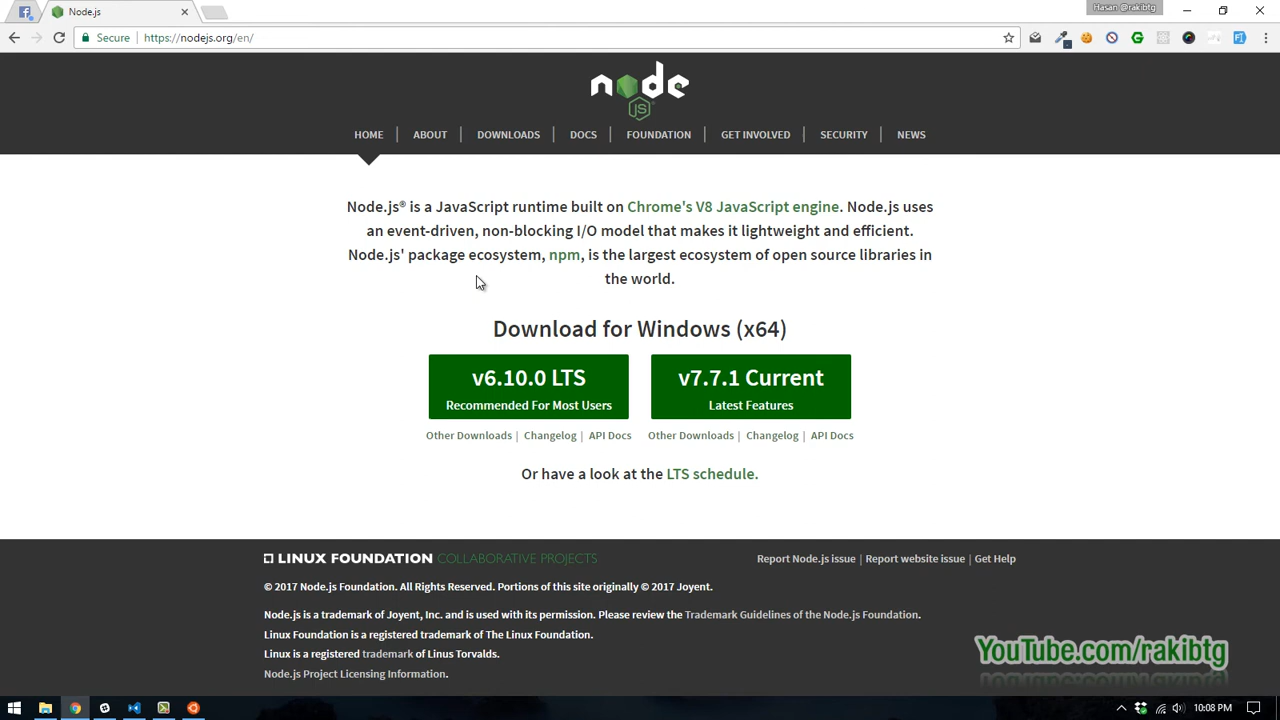 Node.js
Hasan @rakibtg
Secure
https://nodejs.org/en/
node
JS
HOME
ABOUT
DOWNLOADS
DOCS
FOUNDATION
GET INVOLVED
SECURITY
NEWS
Node.js® is a JavaScript runtime built on Chrome's V8 JavaScript engine. Node.js uses
an event-driven, non-blocking I/O model that makes it lightweight and efficient.
Node.js' package ecosystem, npm, is the largest ecosystem of open source libraries in
the world.
Download for Windows (x64)
v6.10.0 LTS
Recommended For Most Users
v7.7.1 Current
Latest Features
Other Downloads | Changelog | API Docs
Other Downloads | Changelog | API Docs
Or have a look at the LTS schedule.
LINUX FOUNDATION COLLABORATIVE PROJECTS
Report Node.js issue | Report website issue | Get Help
© 2017 Node.js Foundation. All Rights Reserved. Portions of this site originally © 2017 Joyent.
Node.js is a trademark of Joyent, Inc. and is used with its permission. Please review the Trademark Guidelines of the Node.js Foundation.
Linux Foundation is a registered trademark of The Linux Foundation.
Linux is a registered trademark of Linus Torvalds.
Node.js Project Licensing Information.
YouTube.com/rakibtg
10:08 PM